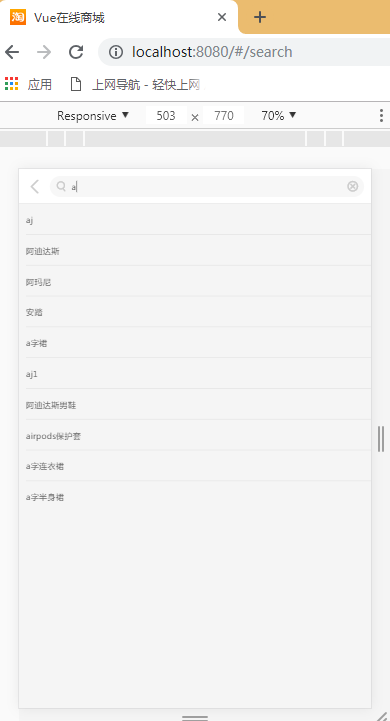 淘 Vue在线商城
localhost:8080/#/search
应用 上网导航 - 轻快上网
Responsive 503 × 770 70%
a
aj
阿迪达斯
阿玛尼
安踏
a字裙
aj1
阿迪达斯男鞋
airpods保护套
a字连衣裙
a字半身裙